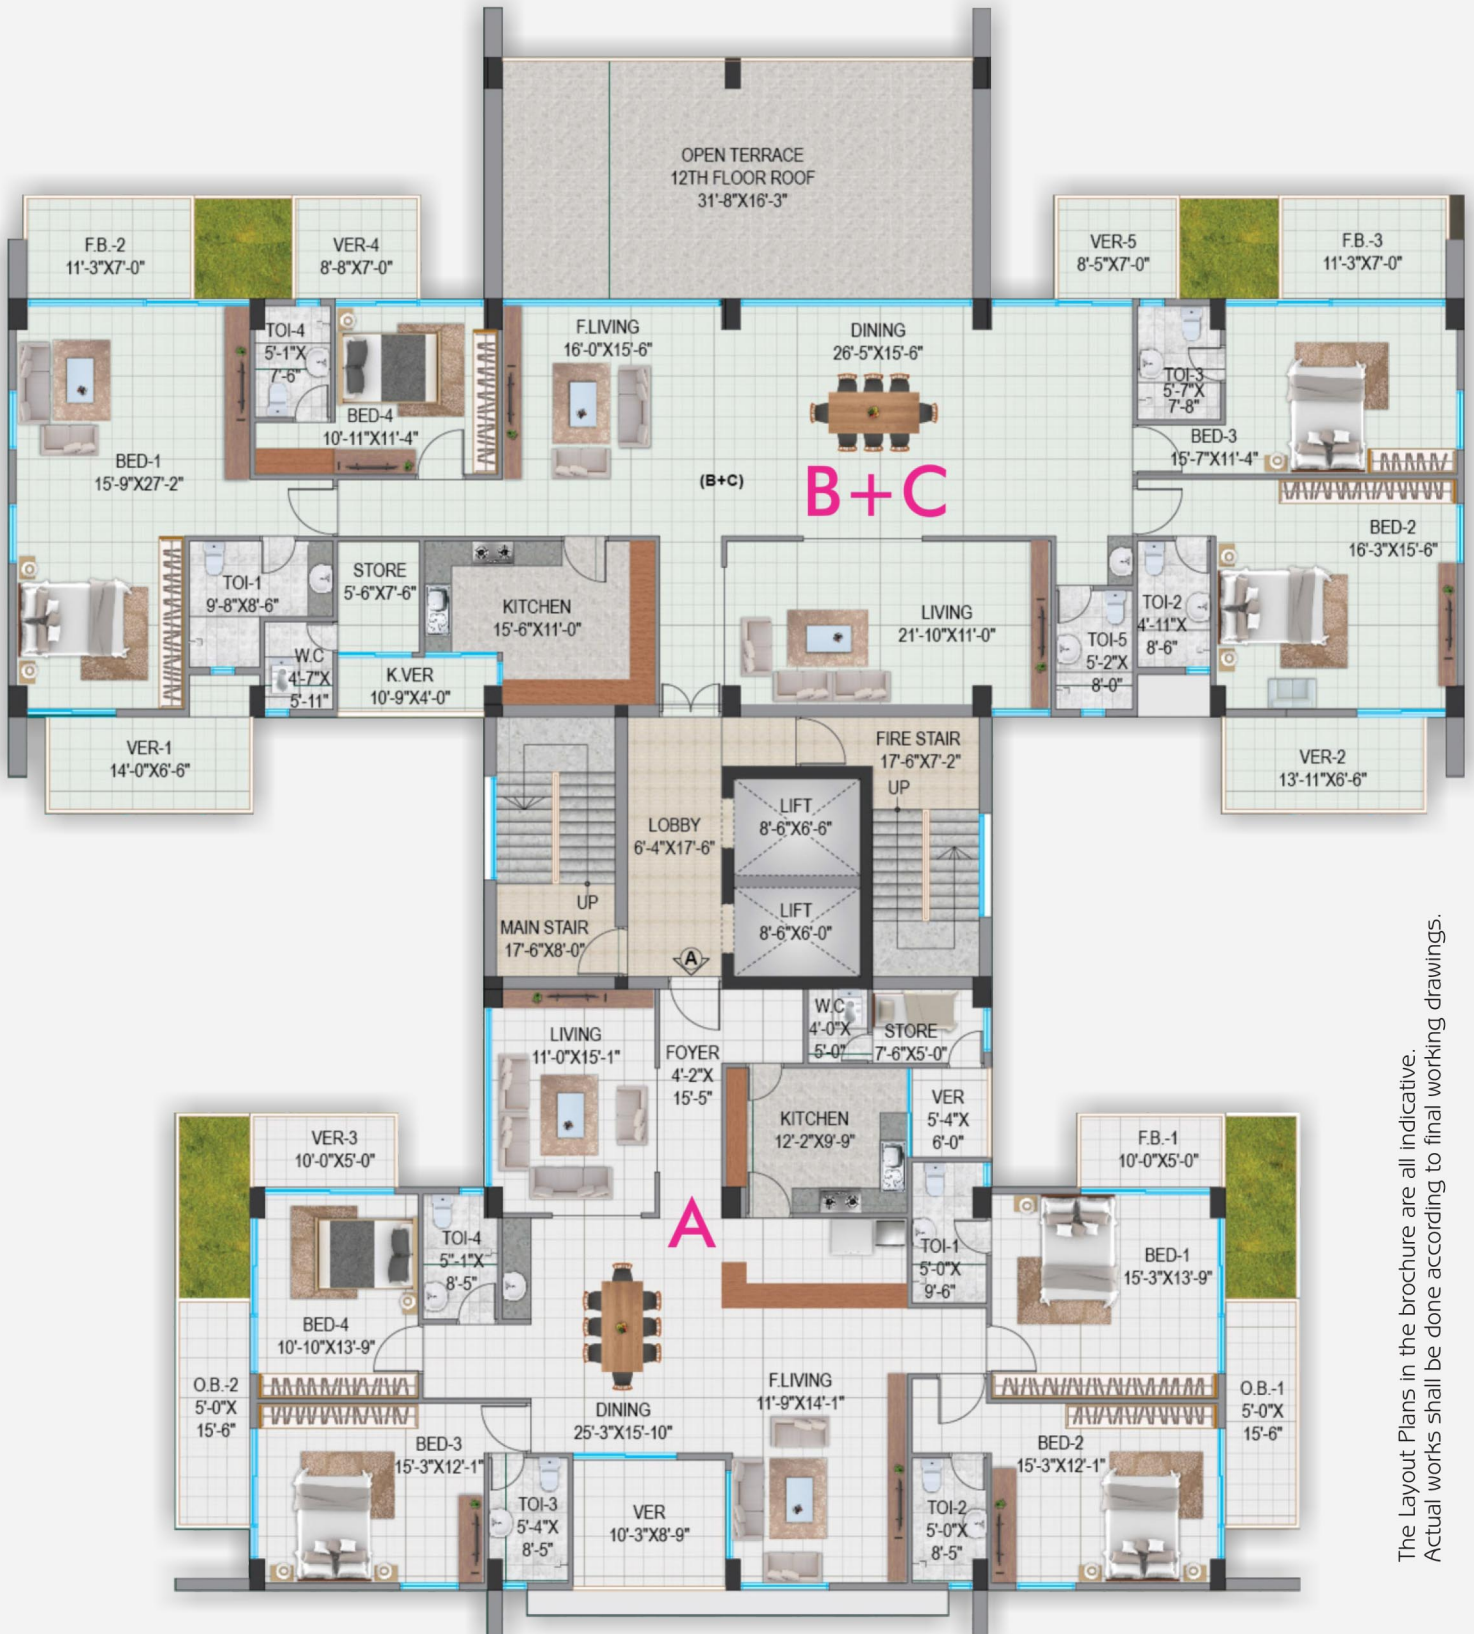 OPEN TERRACE
12TH FLOOR ROOF
31'-8"X16'-3"
F.B.-2
11'-3"X7'-0"
VER-4
8'-8"X7'-0"
VER-5
8'-5"X7'-0"
F.B.-3
11'-3"X7'-0"
TOI-4
5'-1"X
7'-6"
BED-4
10'-11"X11'-4"
F.LIVING
16'-0"X15'-6"
DINING
26'-5"X15'-6"
TOI-3
5'-7"X
7'-8"
BED-3
15'-7"X11'-4"
BED-1
15'-9"X27'-2"
(B+C)
B+C
BED-2
16'-3"X15'-6"
TOI-1
9'-8"X8'-6"
STORE
5'-6"X7'-6"
KITCHEN
15'-6"X11'-0"
LIVING
21'-10"X11'-0"
TOI-5
5'-2"X
8'-0"
TOI-2
4'-11"X
8'-6"
W.C
4'-7"X
5'-11"
K.VER
10'-9"X4'-0"
VER-1
14'-0"X6'-6"
VER-2
13'-11"X6'-6"
FIRE STAIR
17'-6"X7'-2"
UP
LIFT
8'-6"X6'-6"
LOBBY
6'-4"X17'-6"
LIFT
8'-6"X6'-0"
UP
MAIN STAIR
17'-6"X8'-0"
A
LIVING
11'-0"X15'-1"
FOYER
4'-2"X
15'-5"
W.C
4'-0"X
5'-0"
STORE
7'-6"X5'-0"
KITCHEN
12'-2"X9'-9"
VER
5'-4"X
6'-0"
VER-3
10'-0"X5'-0"
F.B.-1
10'-0"X5'-0"
A
TOI-4
5"-1"X
8'-5"
TOI-1
5'-0"X
9'-6"
BED-1
15'-3"X13'-9"
BED-4
10'-10"X13'-9"
O.B.-2
5'-0"X
15'-6"
F.LIVING
11'-9"X14'-1"
O.B.-1
5'-0"X
15'-6"
DINING
25'-3"X15'-10"
BED-3
15'-3"X12'-1"
BED-2
15'-3"X12'-1"
TOI-3
5'-4"X
8'-5"
VER
10'-3"X8'-9"
TOI-2
5'-0"X
8'-5"
The Layout Plans in the brochure are all indicative.
Actual works shall be done according to final working drawings.